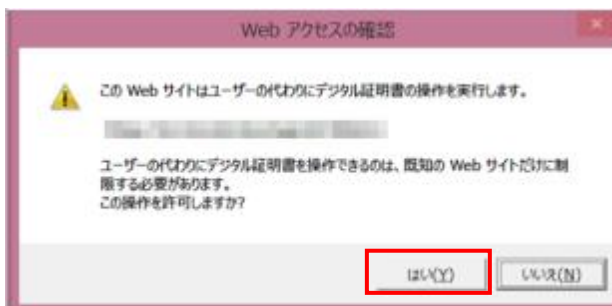 Web アクセスの確認
この Web サイトはユーザーの代わりにデジタル証明書の操作を実行します。
ユーザーの代わりにデジタル証明書を操作できるのは、既知の Web サイトだけに制
限する必要があります。
この操作を許可しますか?
はい(Y)
いいえ(N)